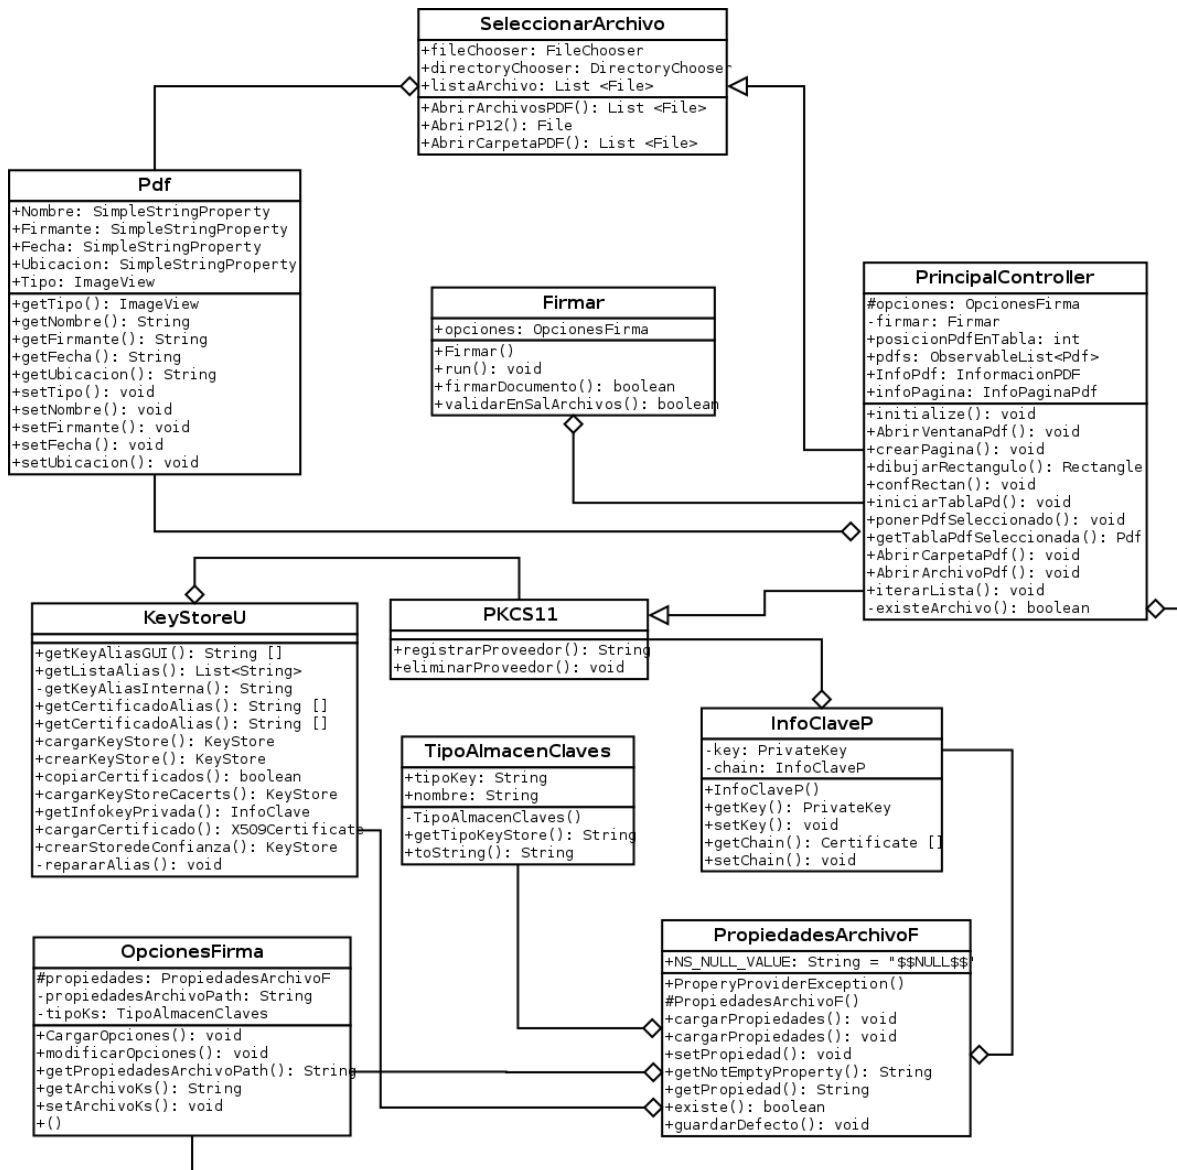 SeleccionarArchivo
+fileChooser: FileChooser
+directoryChooser: DirectoryChooser
+listaArchivo: List <File>
+AbrirArchivosPDF(): List <File>
+AbrirP12(): File
+AbrirCarpetaPDF(): List <File>
Pdf
+Nombre: SimpleStringProperty
+Firmante: SimpleStringProperty
+Fecha: SimpleStringProperty
+Ubicacion: SimpleStringProperty
+Tipo: ImageView
+getTipo(): ImageView
+getNombre(): String
+getFirmante(): String
+getFecha(): String
+getUbicacion(): String
+setTipo(): void
+setNombre(): void
+setFirmante(): void
+setFecha(): void
+setUbicacion(): void
Firmar
+opciones: OpcionesFirma
+Firmar()
+run(): void
+firmarDocumento(): boolean
+validarEnSalArchivos(): boolean
PrincipalController
#opciones: OpcionesFirma
-firmar: Firmar
+posicionPdfEnTabla: int
+pdfs: ObservableList<Pdf>
+InfoPdf: InformacionPDF
+infoPagina: InfoPaginaPdf
+initialize(): void
+AbrirVentanaPdf(): void
+crearPagina(): void
+dibujarRectangulo(): Rectangle
+confRectan(): void
+iniciarTablaPd(): void
+ponerPdfSeleccionado(): void
+getTablaPdfSeleccionada(): Pdf
+AbrirCarpetaPdf(): void
+AbrirArchivoPdf(): void
+iterarLista(): void
-existeArchivo(): boolean
KeyStoreU
+getKeyAliasGUI(): String []
+getListaAlias(): List<String>
-getKeyAliasInterna(): String
+getCertificadoAlias(): String []
+getCertificadoAlias(): String []
+cargarKeyStore(): KeyStore
+crearKeyStore(): KeyStore
+copiarCertificados(): boolean
+cargarKeyStoreCacerts(): KeyStore
+getInfokeyPrivada(): InfoClave
+cargarCertificado(): X509Certificate
+crearStoredeConfianza(): KeyStore
-repararAlias(): void
PKCS11
+registrarProveedor(): String
+eliminarProveedor(): void
InfoClaveP
-key: PrivateKey
-chain: InfoClaveP
+InfoClaveP()
+getKey(): PrivateKey
+setKey(): void
+getChain(): Certificate []
+setChain(): void
TipoAlmacenClaves
+tipoKey: String
+nombre: String
-TipoAlmacenClaves()
+getTipoKeyStore(): String
+toString(): String
OpcionesFirma
#propiedades: PropiedadesArchivoF
-propiedadesArchivoPath: String
-tipoKs: TipoAlmacenClaves
+CargarOpciones(): void
+modificarOpciones(): void
+getPropiedadesArchivoPath(): String
+getArchivoKs(): String
+setArchivoKs(): void
+()
PropiedadesArchivoF
+NS_NULL_VALUE: String = "$$NULL$$"
+ProperyProviderException()
#PropiedadesArchivoF()
+cargarPropiedades(): void
+cargarPropiedades(): void
+setPropiedad(): void
+getNotEmptyProperty(): String
+getPropiedad(): String
+existe(): boolean
+guardarDefecto(): void